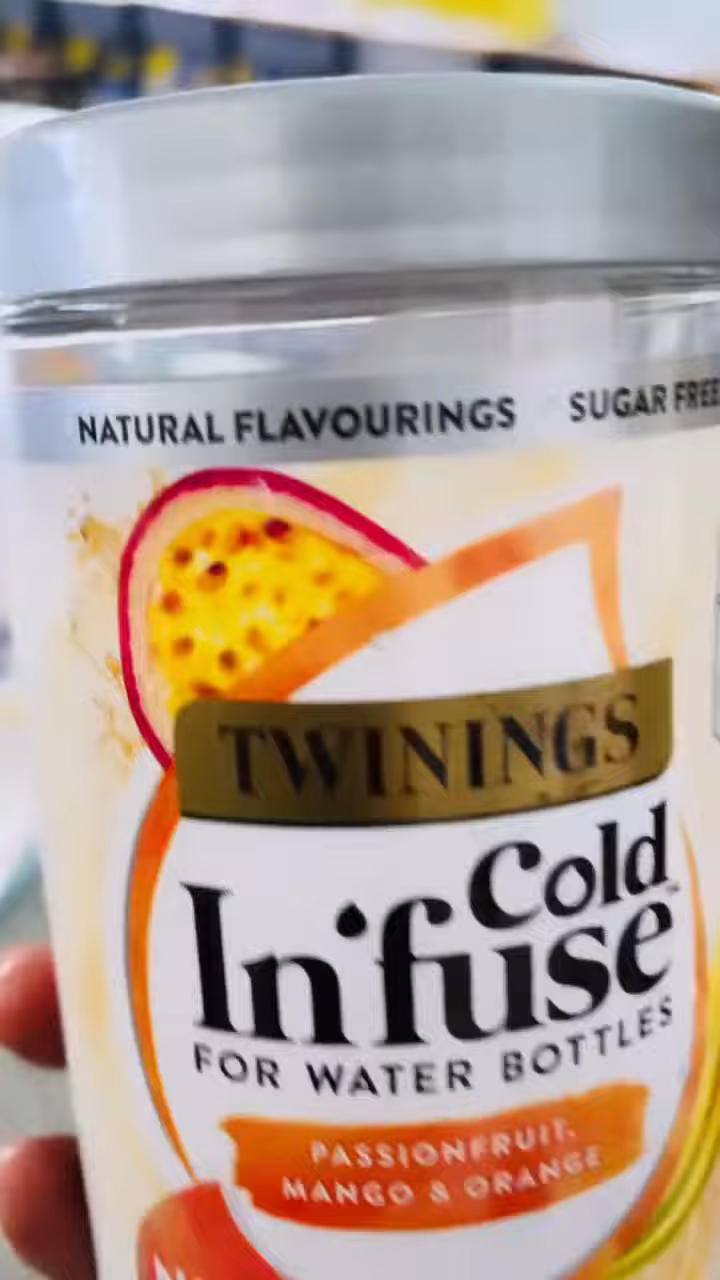 NATURAL FLAVOURINGS SUGAR FREE
TWININGS
Cold
In'fuse
FOR WATER BOTTLES
PASSIONFRUIT,
MANGO & ORANGE